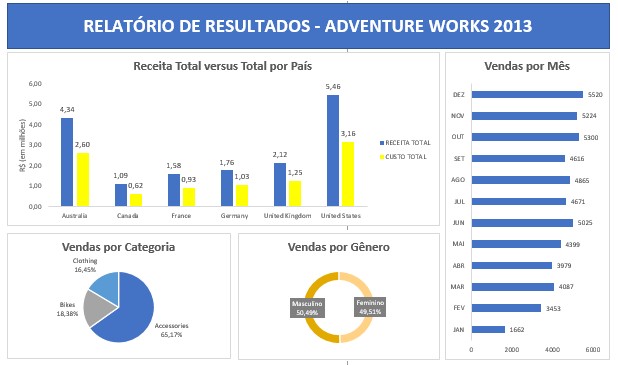 RELATÓRIO DE RESULTADOS - ADVENTURE WORKS 2013
Receita Total versus Total por País
R$ (em milhões)
6,00
5,00
4,00
3,00
2,00
1,00
0,00
4,34
2,60
1,09
0,62
1,58
0,93
1,76
1,03
2,12
1,25
5,46
3,16
Australia
Canada
France
Germany
United Kingdom
United States
RECEITA TOTAL
CUSTO TOTAL
Vendas por Mês
DEZ 5520
NOV 5224
OUT 5300
SET 4616
AGO 4865
JUL 4671
JUN 5025
MAI 4399
ABR 3979
MAR 4087
FEV 3453
JAN 1662
0 2000 4000 6000
Vendas por Categoria
Clothing
16,45%
Bikes
18,38%
Accessories
65,17%
Vendas por Gênero
Masculino
50,49%
Feminino
49,51%